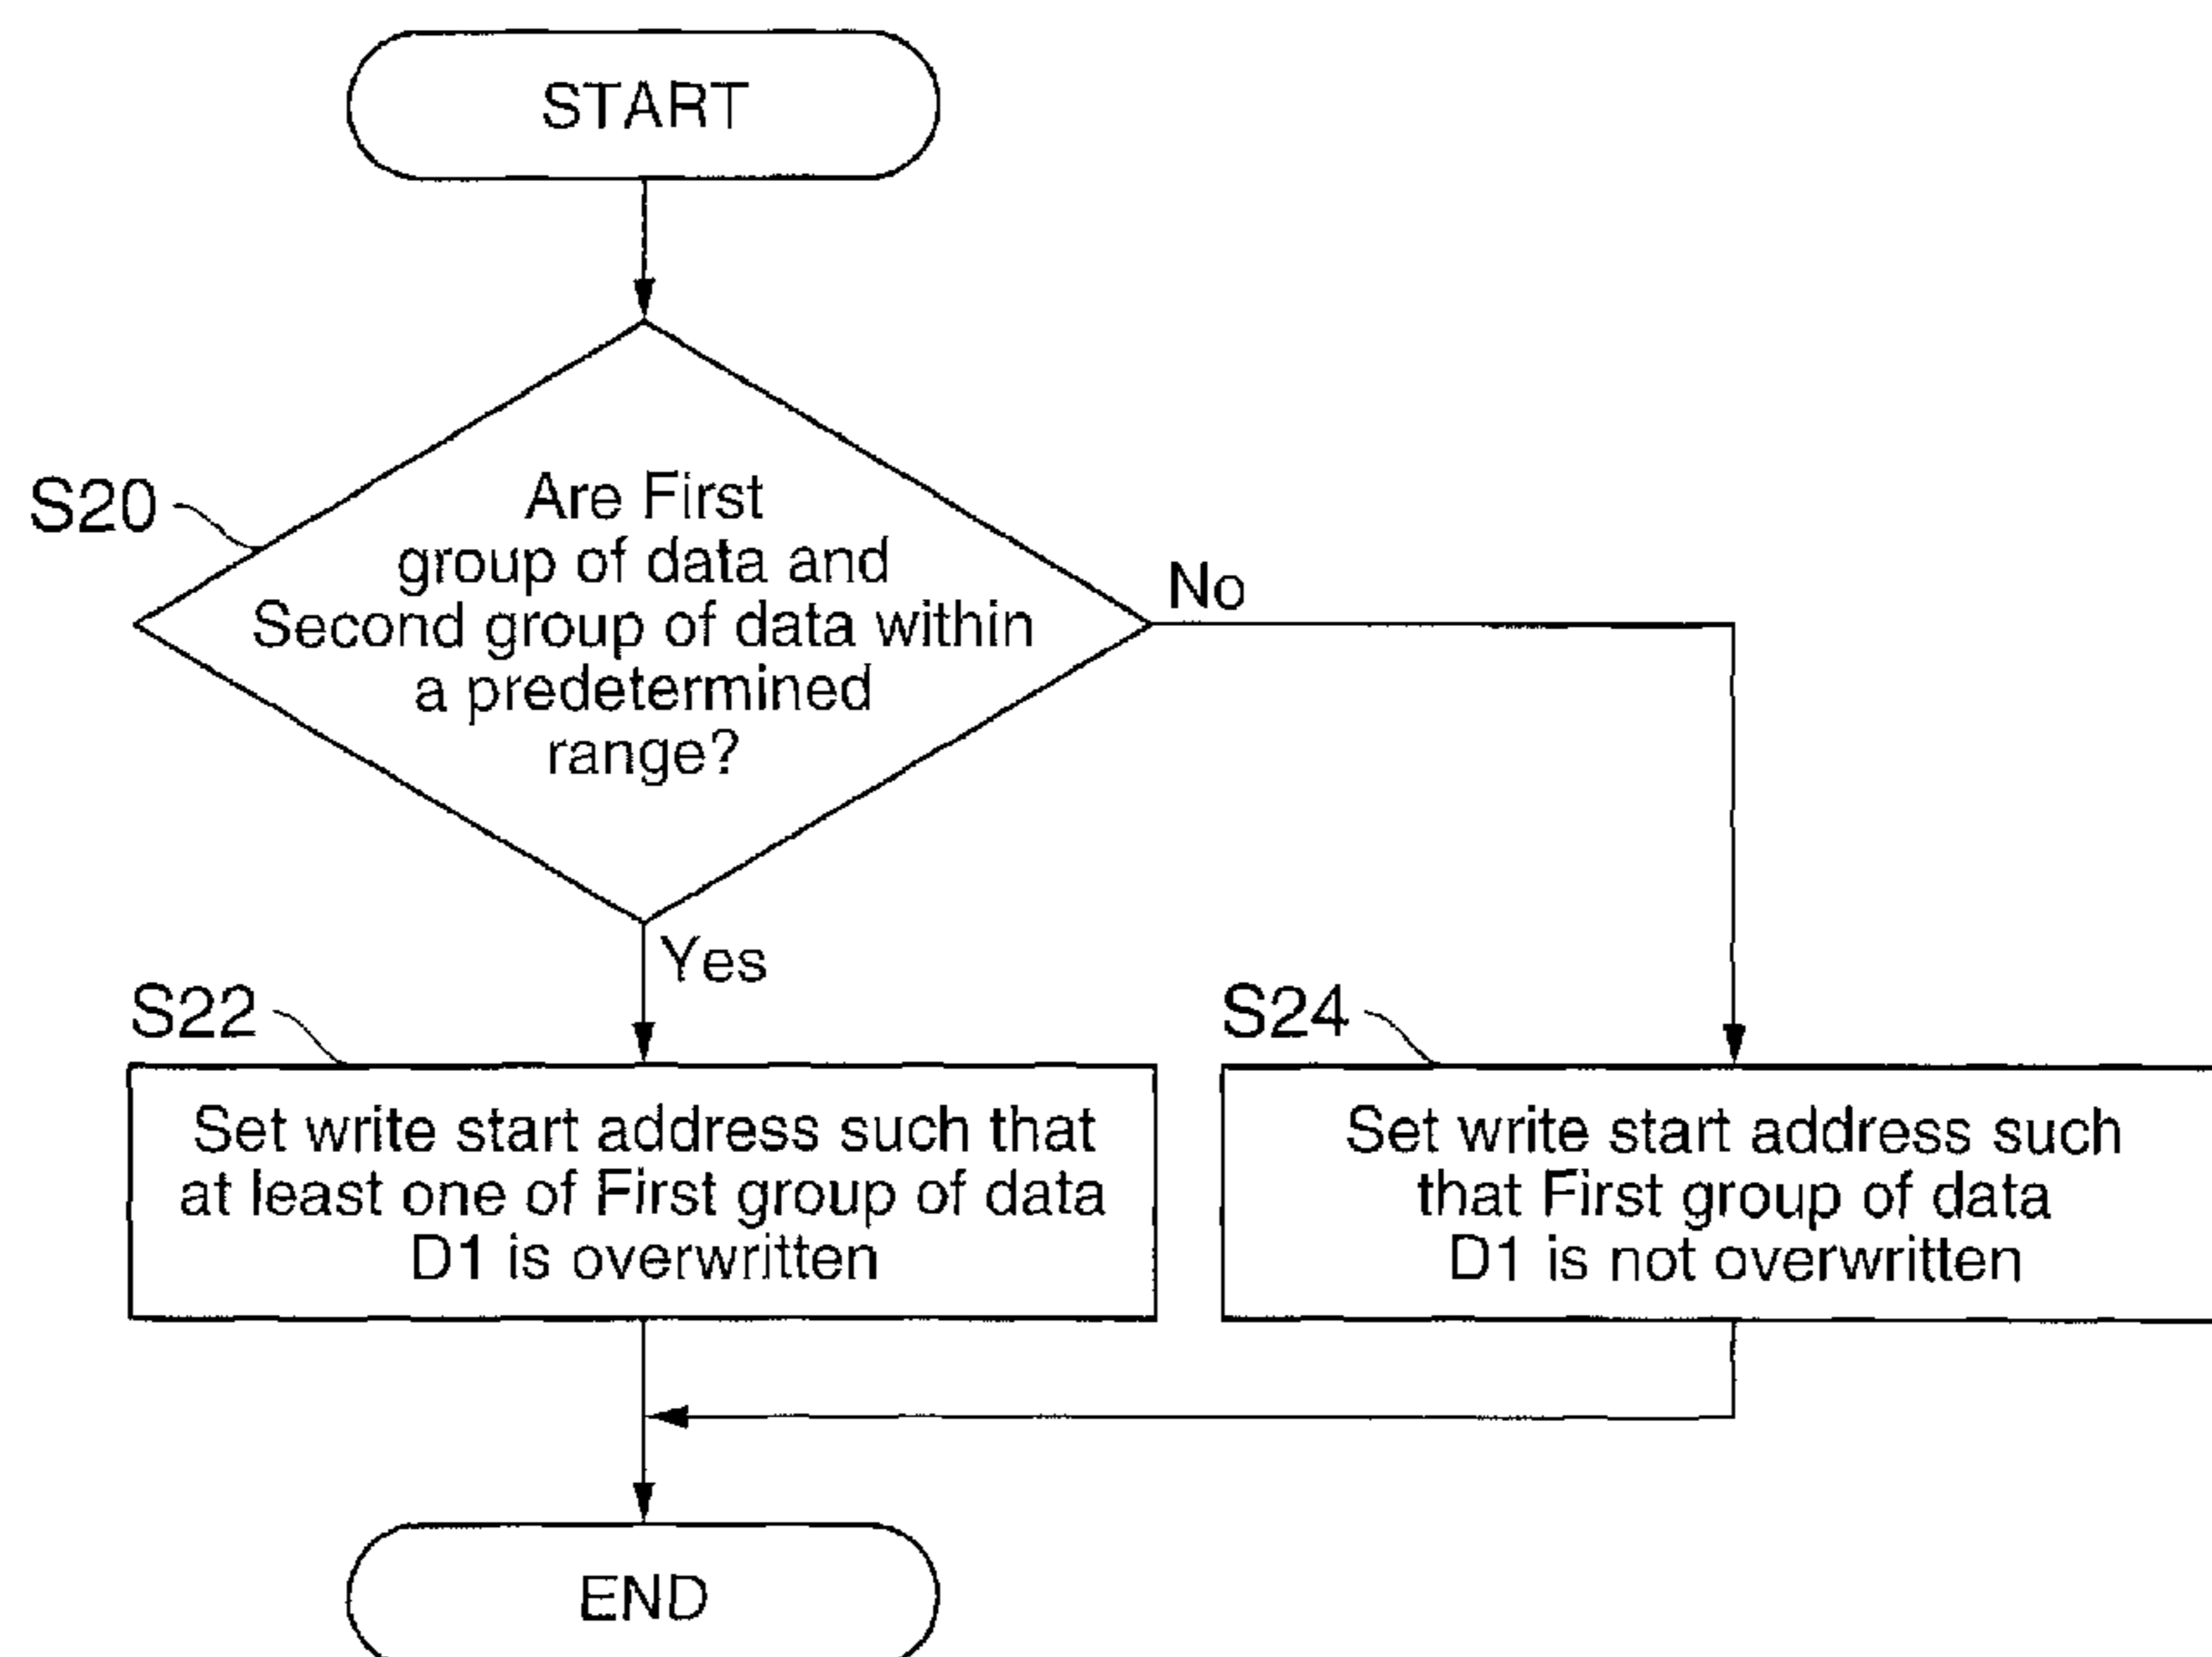 START
S20
Are First
group of data and
Second group of data within
a predetermined
range?
No
Yes
S22
Set write start address such that
at least one of First group of data
D1 is overwritten
S24
Set write start address such
that First group of data
D1 is not overwritten
END